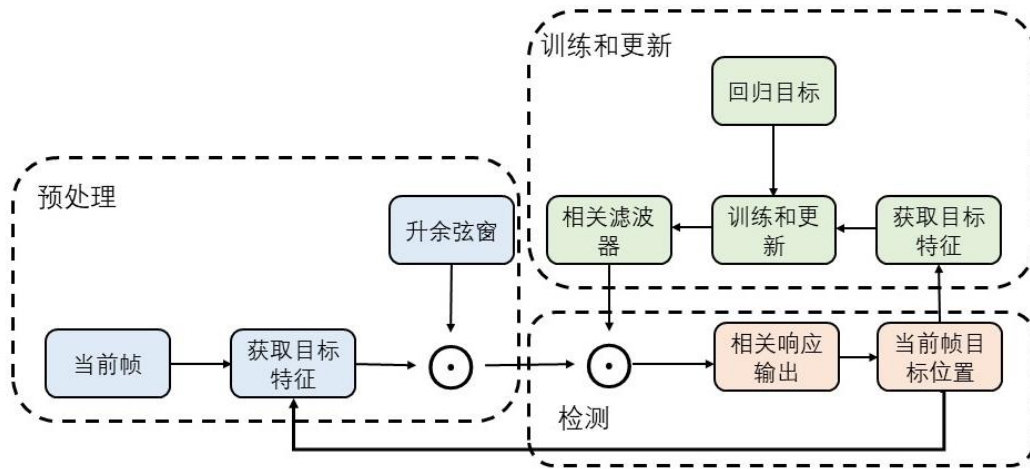 训练和更新
回归目标
预处理
升余弦窗
相关滤波
器
训练和更
新
获取目标
特征
当前帧
获取目标
特征
相关响应
输出
当前帧目
标位置
检测